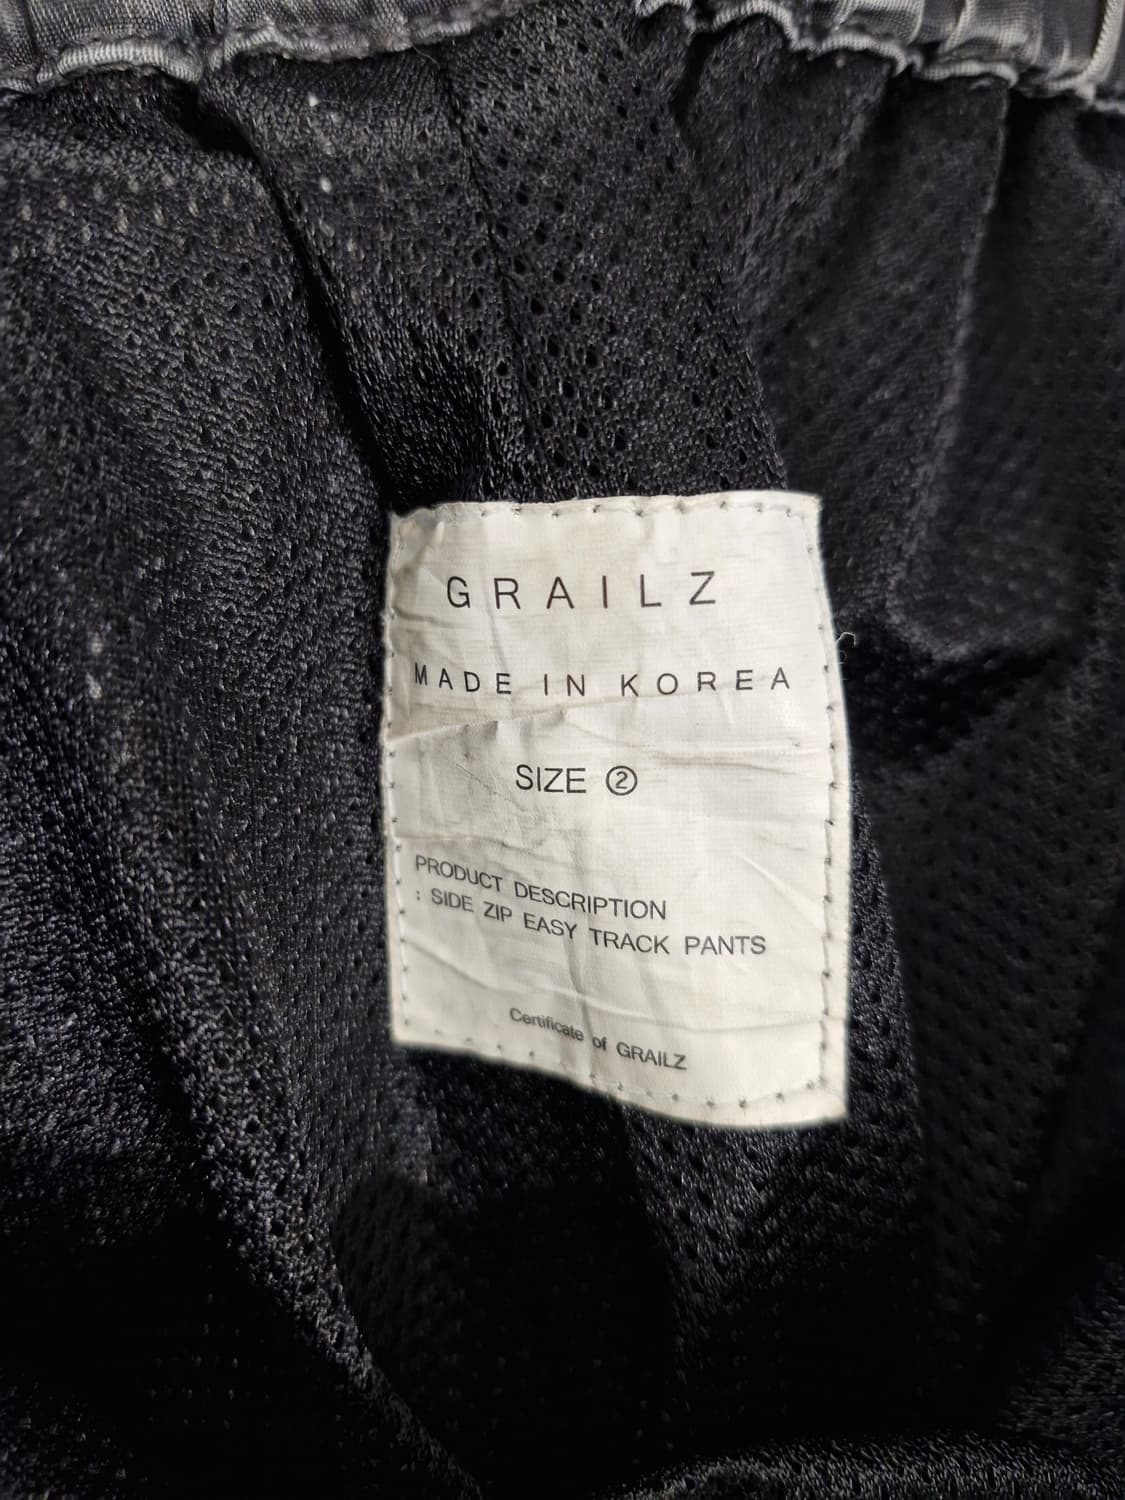 GRAILZ
MADE IN KOREA
SIZE ②
PRODUCT DESCRIPTION
: SIDE ZIP EASY TRACK PANTS
Certificate of GRAILZ